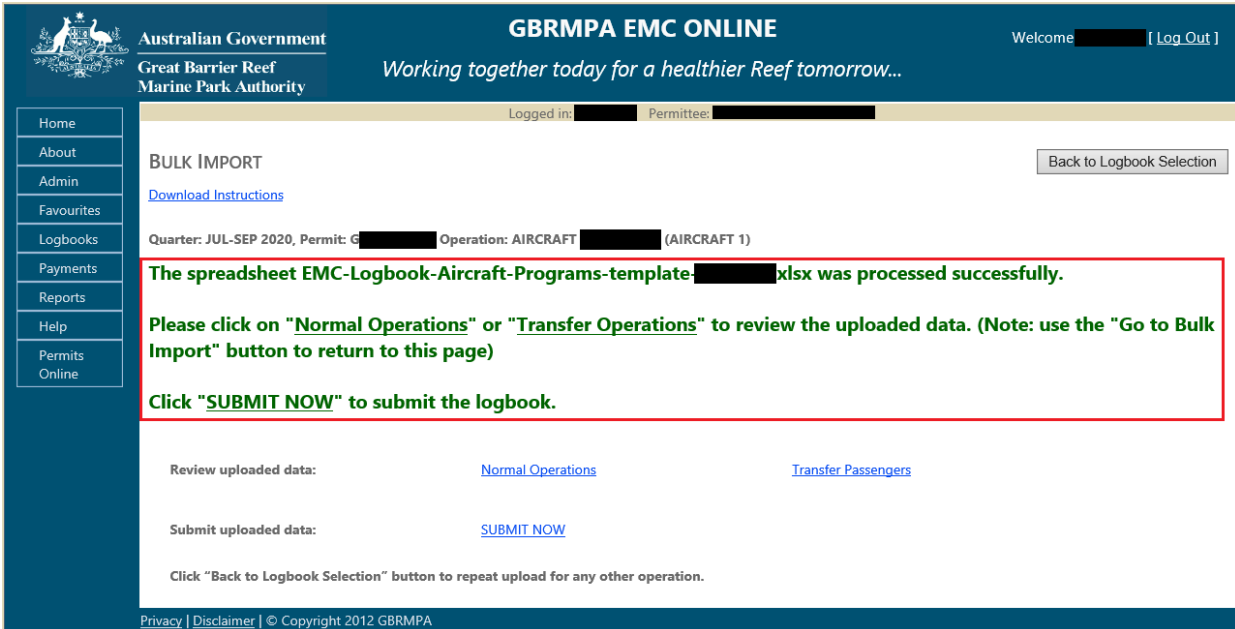 Australian Government
Great Barrier Reef
Marine Park Authority
GBRMPA EMC ONLINE
Working together today for a healthier Reef tomorrow...
Welcome [ Log Out ]
Logged in: Permittee:
Home
About
Admin
Favourites
Logbooks
Payments
Reports
Help
Permits
Online
BULK IMPORT
Back to Logbook Selection
Download Instructions
Quarter: JUL-SEP 2020, Permit: G Operation: AIRCRAFT (AIRCRAFT 1)
The spreadsheet EMC-Logbook-Aircraft-Programs-template- xlsx was processed successfully.
Please click on "Normal Operations" or "Transfer Operations" to review the uploaded data. (Note: use the "Go to Bulk
Import" button to return to this page)
Click "SUBMIT NOW" to submit the logbook.
Review uploaded data: Normal Operations Transfer Passengers
Submit uploaded data: SUBMIT NOW
Click “Back to Logbook Selection” button to repeat upload for any other operation.
Privacy | Disclaimer | © Copyright 2012 GBRMPA